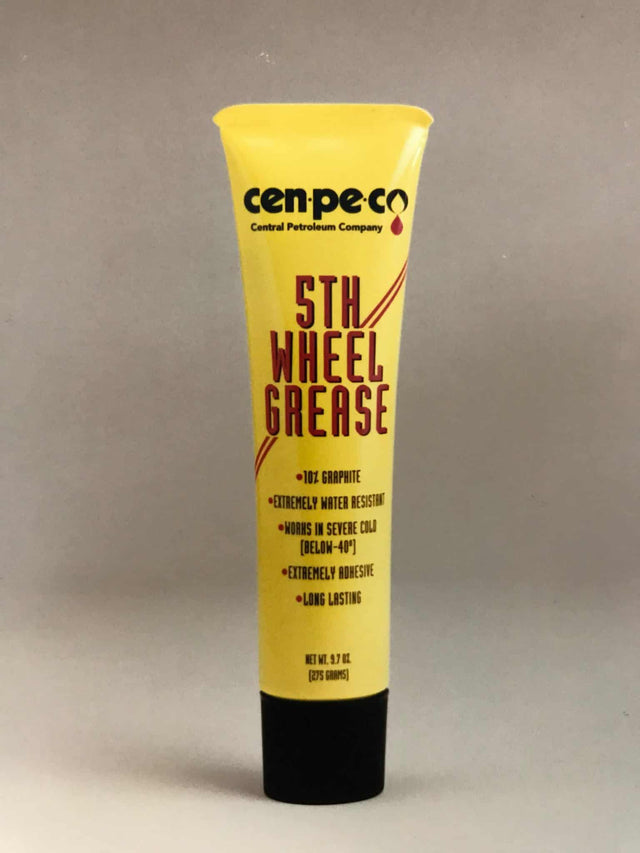 cen·pe·co
Central Petroleum Company
5TH
WHEEL
GREASE
•10% GRAPHITE
•EXTREMELY WATER RESISTANT
•WORKS IN SEVERE COLD
(BELOW-40°)
•EXTREMELY ADHESIVE
•LONG LASTING
NET WT. 9.7 OZ.
(275 GRAMS)